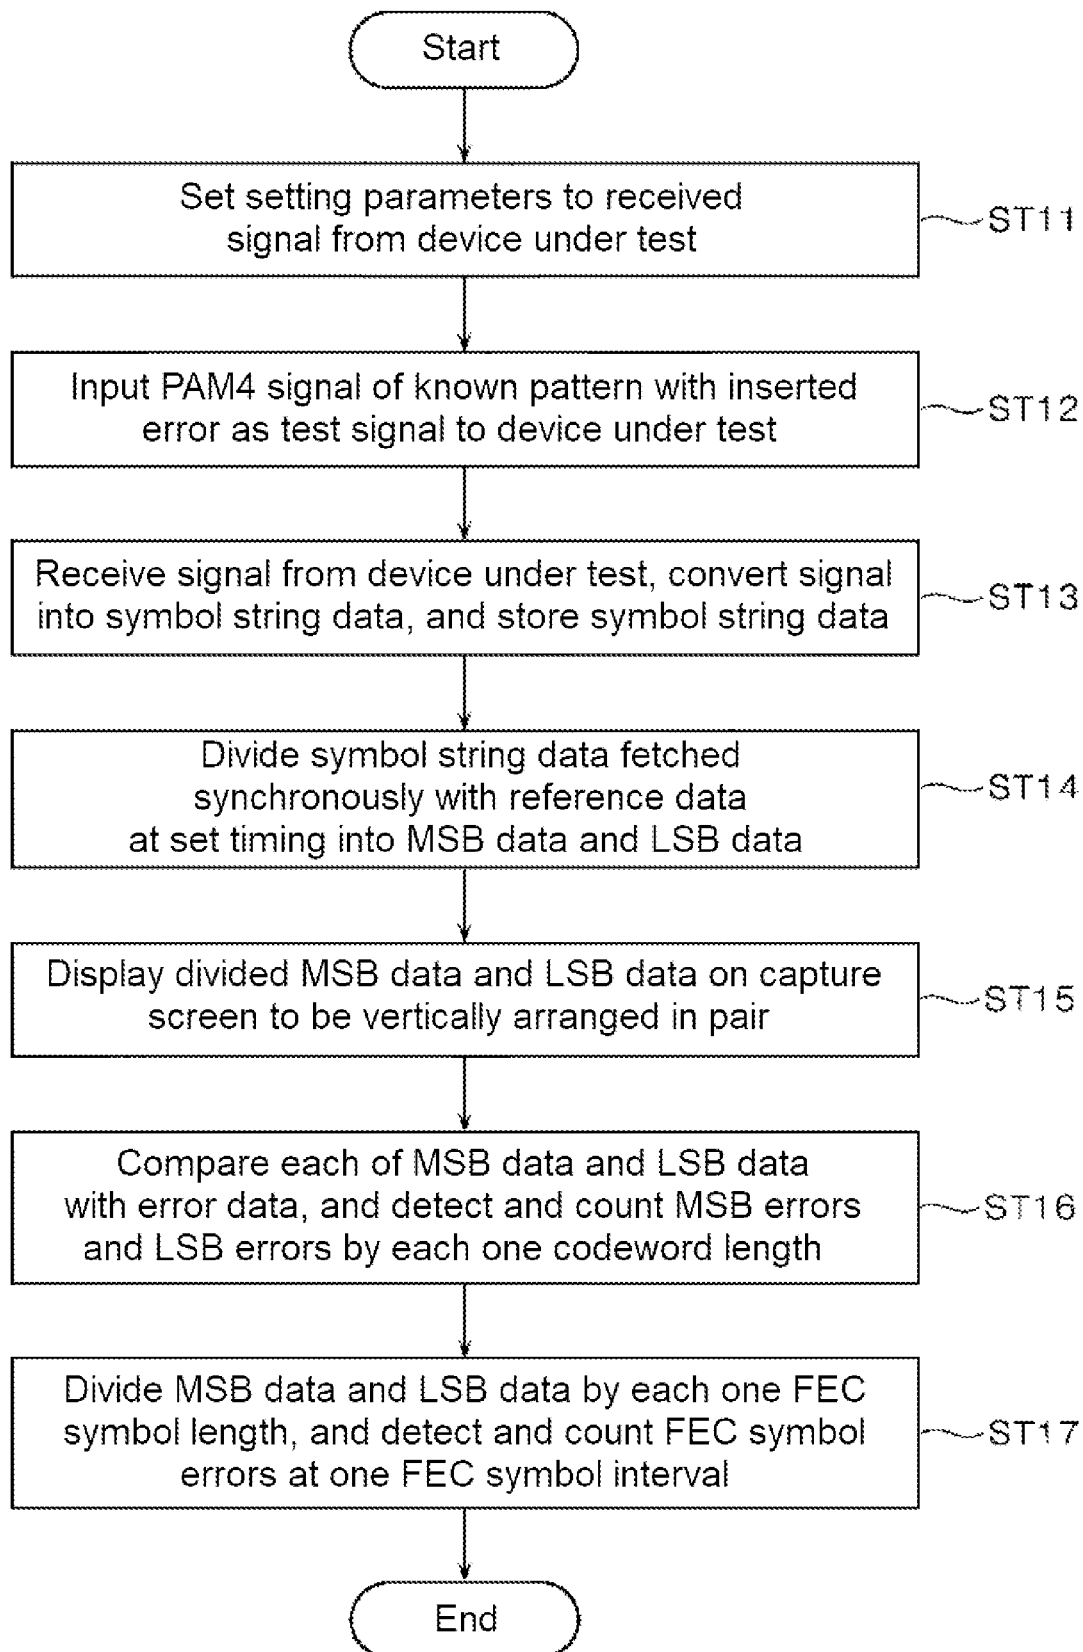 Start
Set setting parameters to received
signal from device under test
ST11
Input PAM4 signal of known pattern with inserted
error as test signal to device under test
ST12
Receive signal from device under test, convert signal
into symbol string data, and store symbol string data
ST13
Divide symbol string data fetched
synchronously with reference data
at set timing into MSB data and LSB data
ST14
Display divided MSB data and LSB data on capture
screen to be vertically arranged in pair
ST15
Compare each of MSB data and LSB data
with error data, and detect and count MSB errors
and LSB errors by each one codeword length
ST16
Divide MSB data and LSB data by each one FEC
symbol length, and detect and count FEC symbol
errors at one FEC symbol interval
ST17
End